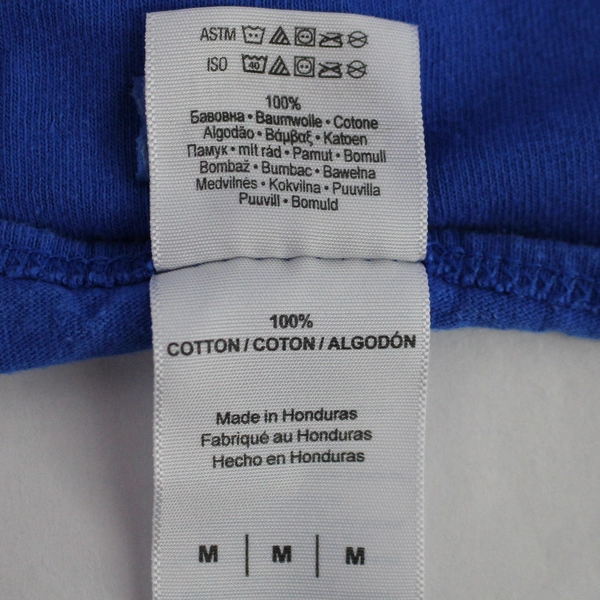 ASTM
ISO 40
100%
Бавовна • Baumwolle • Cotone
Algodão • Βάμβαξ • Katoen
Памук • mit rád • Pamut • Bomull
Bombaž • Bumbac • Bawełna
Medvilnės • Kokvilna • Puuvilla
Puuvill • Bomuld
100%
COTTON / COTON / ALGODÓN
Made in Honduras
Fabriqué au Honduras
Hecho en Honduras
M | M | M